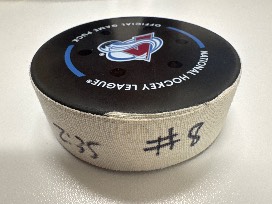 NATIONAL HOCKEY LEAGUE®
OFFICIAL GAME PUCK
2:35 #8